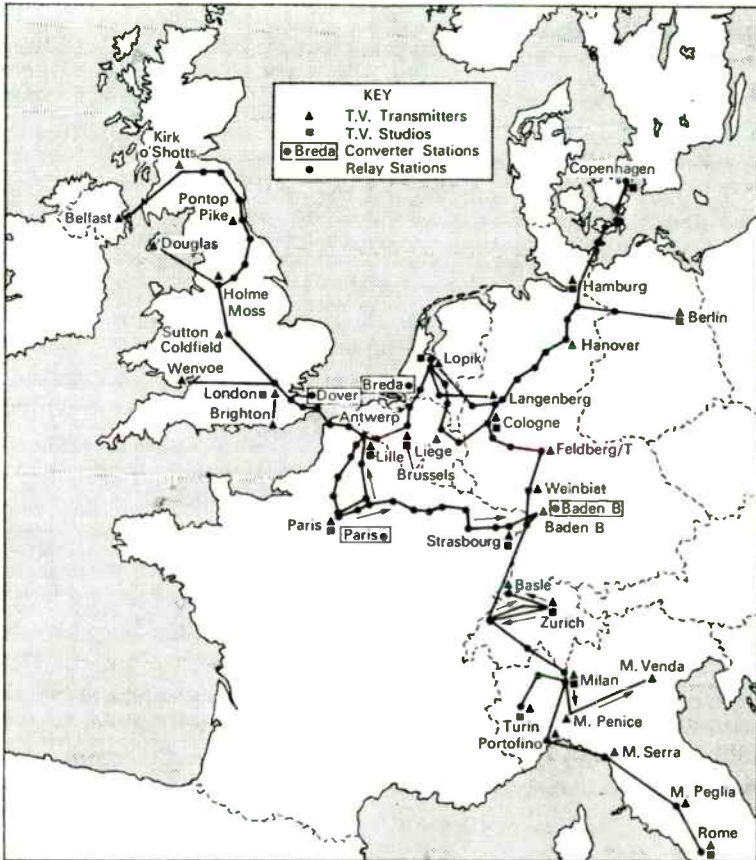 KEY
T.V. Transmitters
T.V. Studios
Breda Converter Stations
Relay Stations
Kirk
o'Shotts
Copenhagen
Belfast
Pontop
Pike
Douglas
Hamburg
Holme
Moss
Berlin
Sutton
Coldfield
Hanover
Wenvoe
Lopik
London
Dover
Breda
Langenberg
Brighton
Antwerp
Cologne
Lille
Liège
Feldberg/T
Brussels
Weinbiet
Paris
Baden B
Baden B
Strasbourg
Paris
Basle
Zurich
Milan
M. Venda
Turin
M. Penice
Portofino
M. Serra
M.
Peglia
Rome